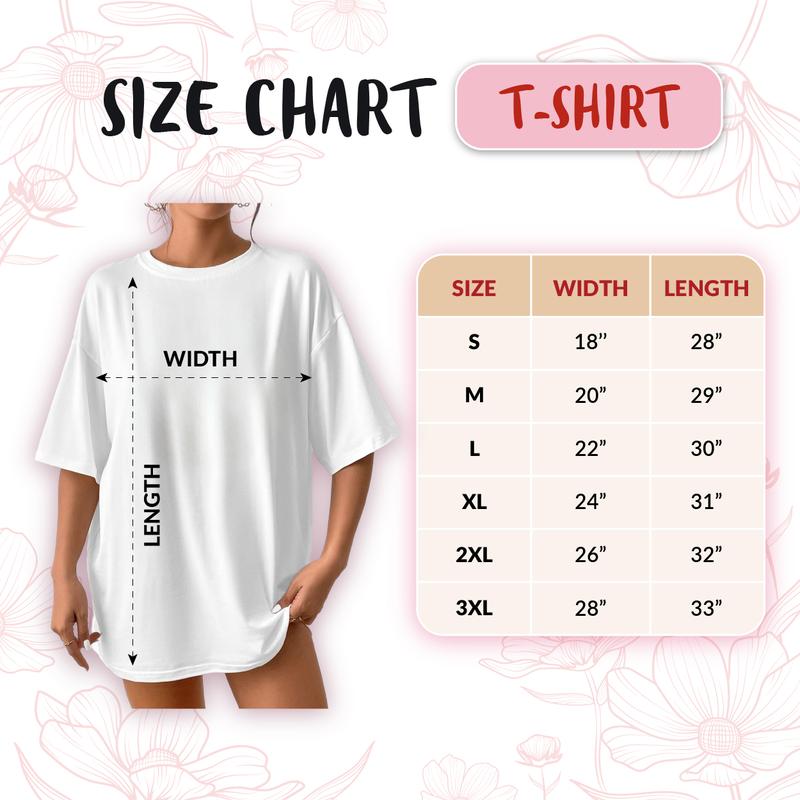 SIZE CHART T-SHIRT
WIDTH
LENGTH
SIZE WIDTH LENGTH
S 18’’ 28”
M 20” 29”
L 22” 30”
XL 24” 31”
2XL 26” 32”
3XL 28” 33”